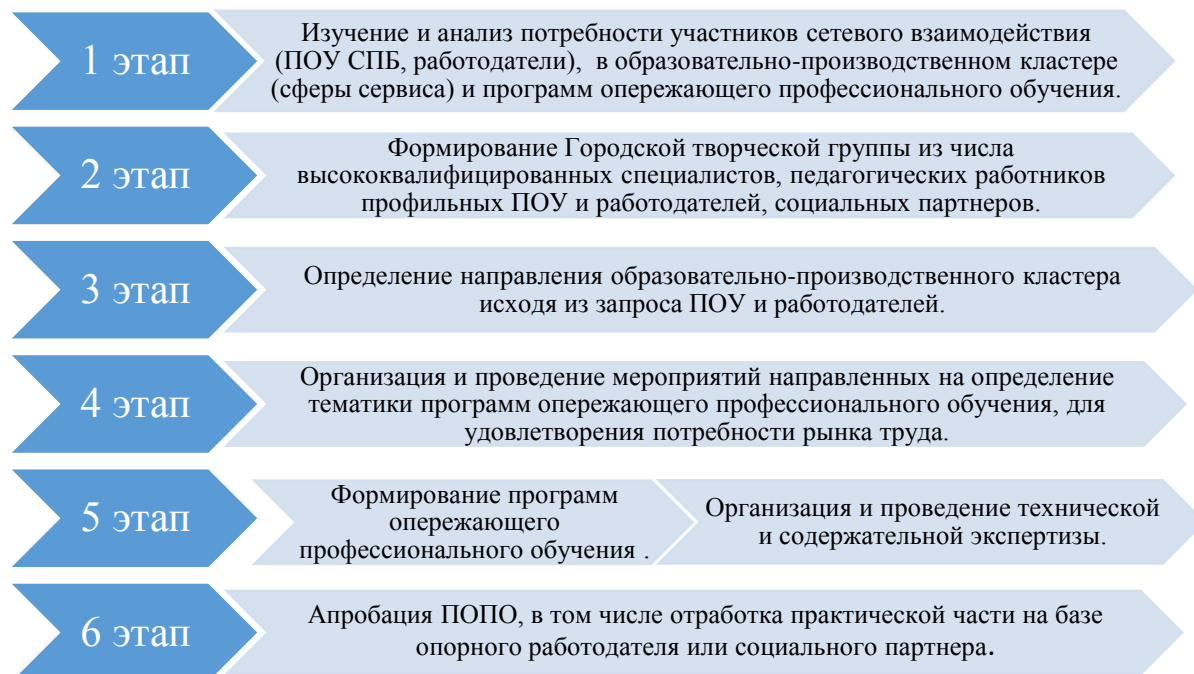 1 этап
Изучение и анализ потребности участников сетевого взаимодействия
(ПОУ СПБ, работодатели), в образовательно-производственном кластере
(сферы сервиса) и программ опережающего профессионального обучения.
2 этап
Формирование Городской творческой группы из числа
высококвалифицированных специалистов, педагогических работников
профильных ПОУ и работодателей, социальных партнеров.
3 этап
Определение направления образовательно-производственного кластера
исходя из запроса ПОУ и работодателей.
4 этап
Организация и проведение мероприятий направленных на определение
тематики программ опережающего профессионального обучения, для
удовлетворения потребности рынка труда.
5 этап
Формирование программ
опережающего
профессионального обучения .
Организация и проведение технической
и содержательной экспертизы.
6 этап
Апробация ПОПО, в том числе отработка практической части на базе
опорного работодателя или социального партнера.